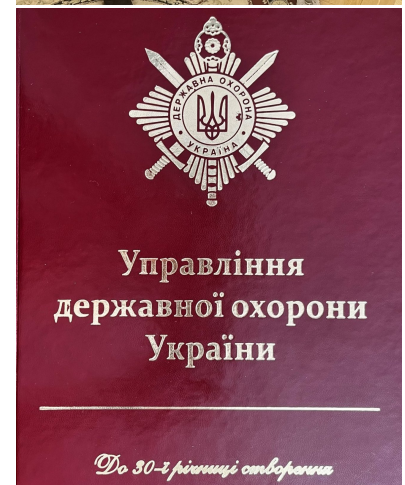 ДЕРЖАВНА ОХОРОНА
УКРАЇНА
Управління
державної охорони
України
До 30-ї річниці створення